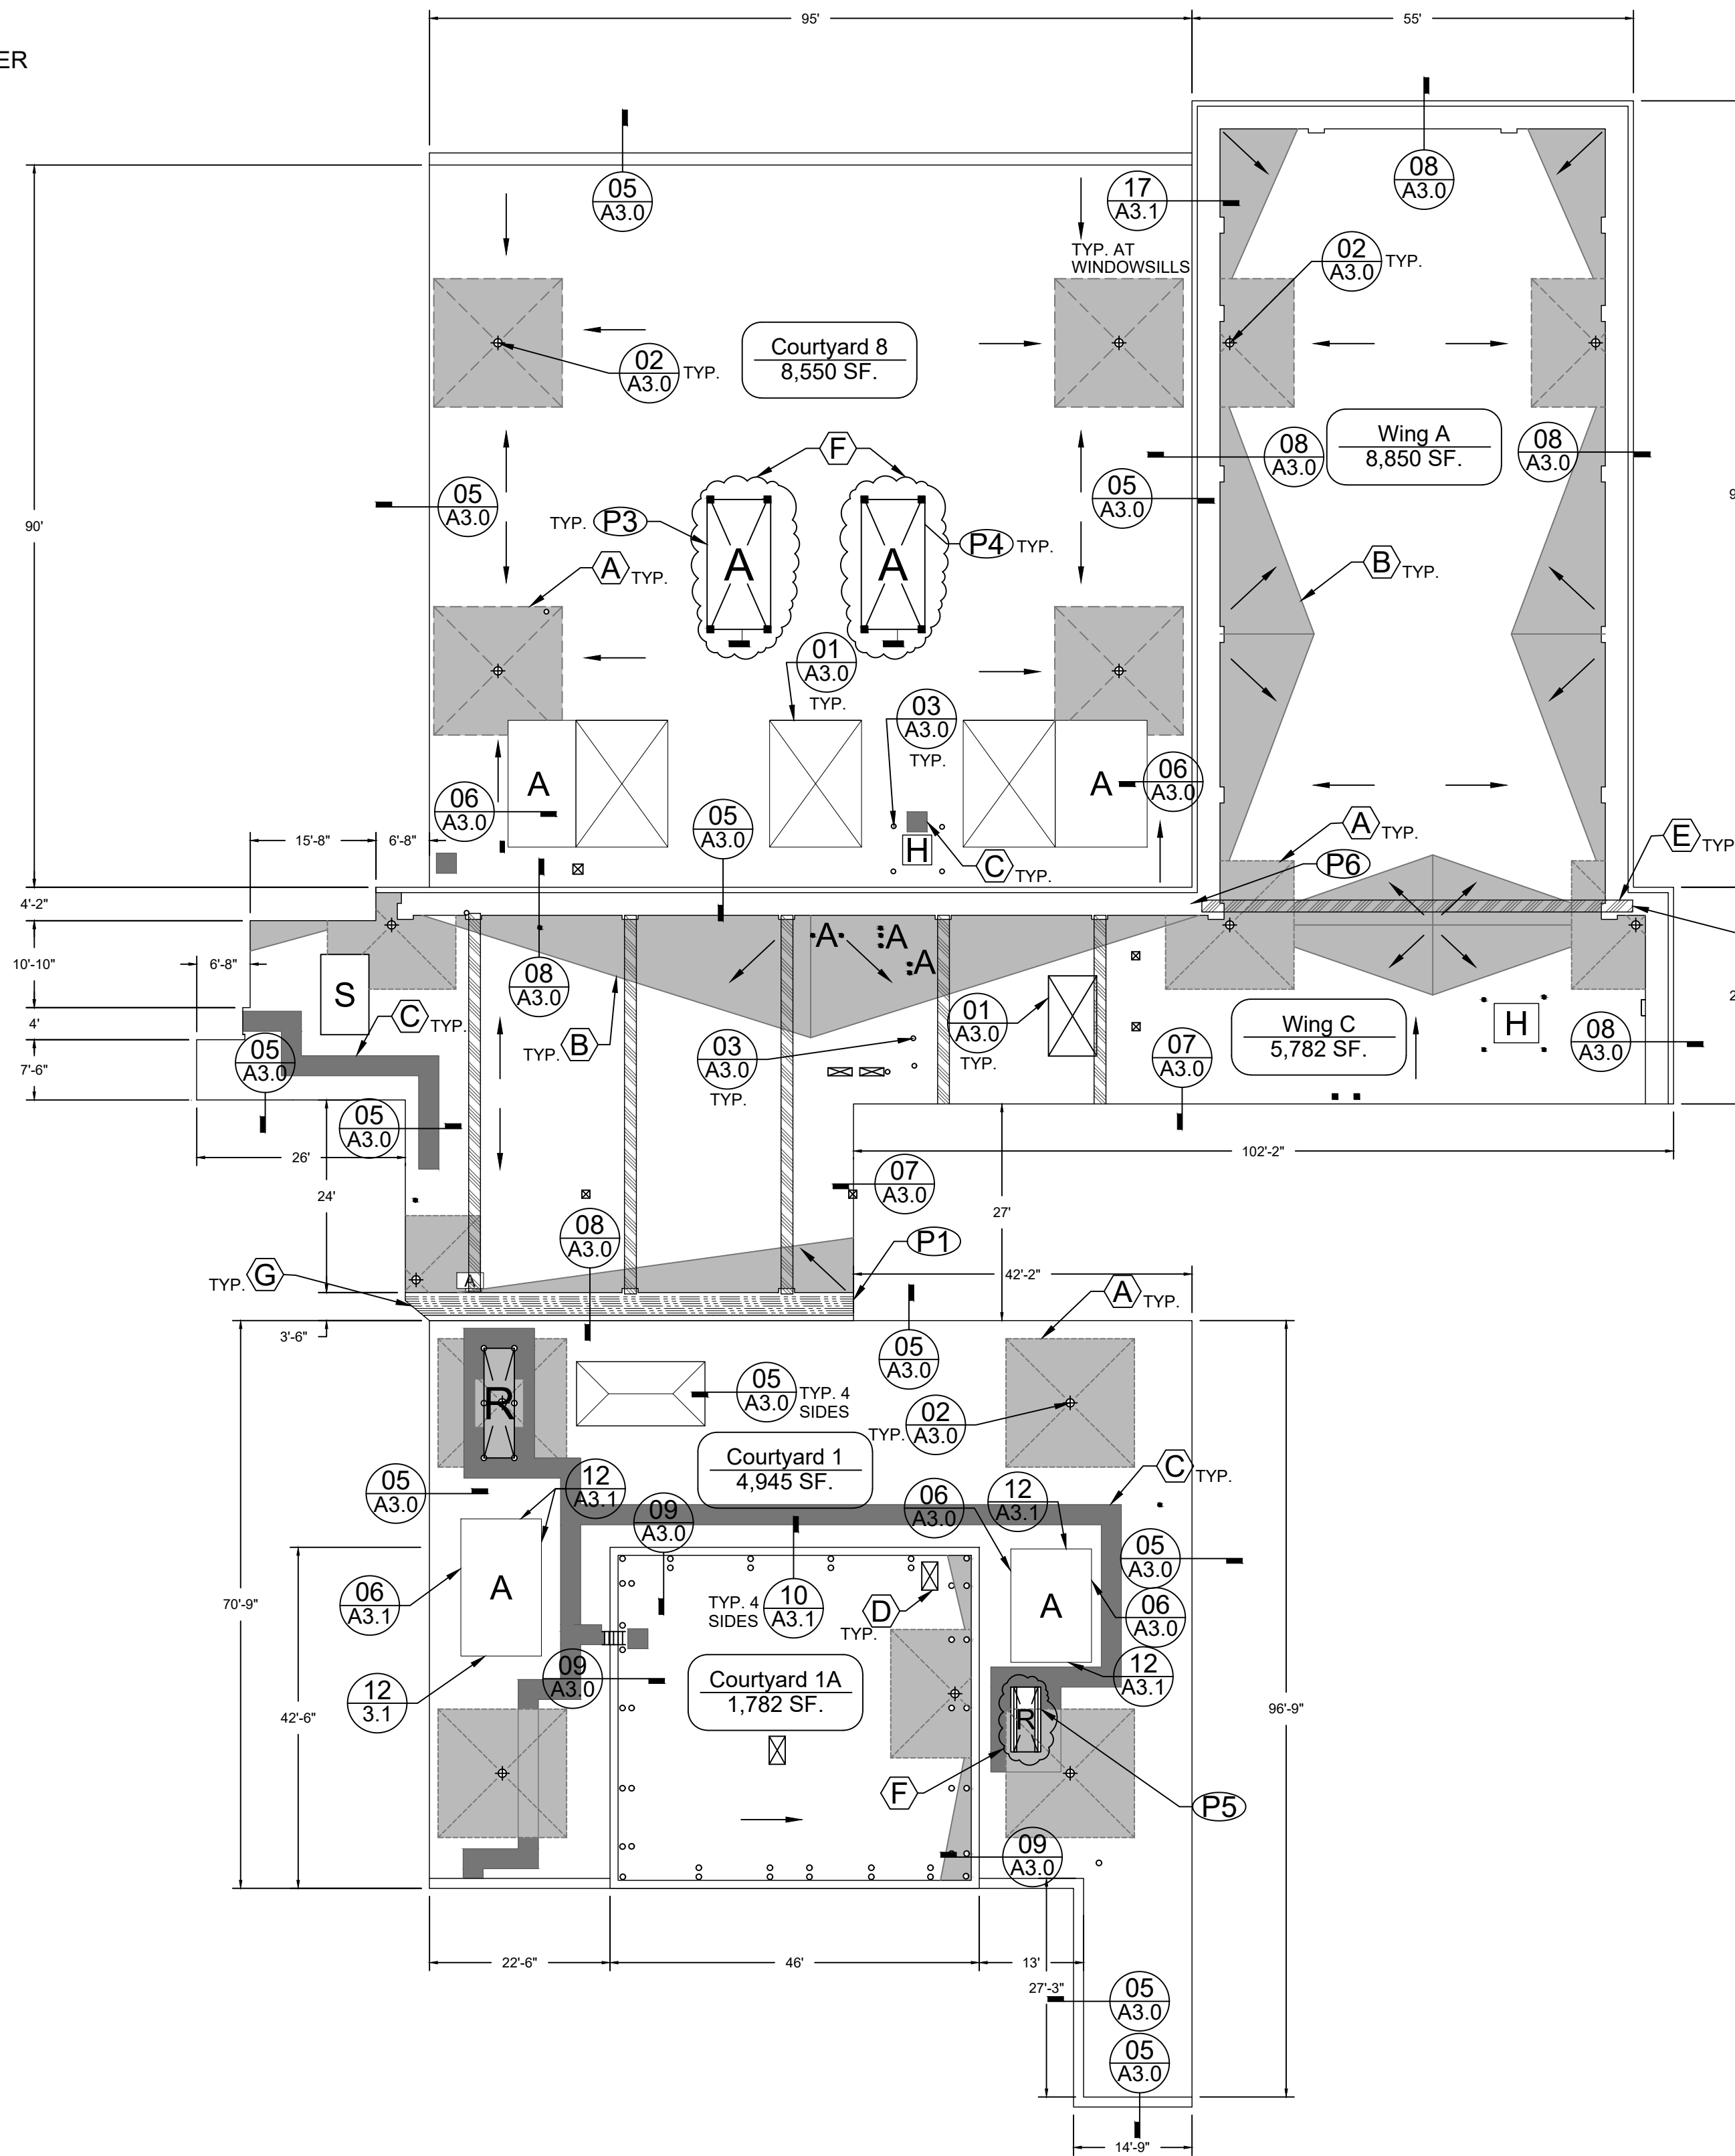 95'
55'
ER
05
A3.0
17
A3.1
08
A3.0
TYP. AT
WINDOWSILLS
02
A3.0
TYP.
Courtyard 8
8,550 SF.
02
A3.0
TYP.
F
Wing A
8,850 SF.
08
A3.0
08
A3.0
05
A3.0
05
A3.0
90'
9
TYP.
P3
A
A
P4
TYP.
A
TYP.
B
TYP.
01
A3.0
TYP.
03
A3.0
TYP.
A
A
06
A3.0
06
A3.0
05
A3.0
H
C
TYP.
A
TYP.
E
TYP
P6
15'-8"
6'-8"
4'-2"
10'-10"
6'-8"
4'
7'-6"
S
C
TYP.
08
A3.0
A
A
A
01
A3.0
TYP.
TYP.
B
03
A3.0
TYP.
Wing C
5,782 SF.
H
08
A3.0
07
A3.0
2
05
A3.0
05
A3.0
26'
102'-2"
24'
07
A3.0
27'
08
A3.0
P1
TYP.
G
A
42'-2"
A
TYP.
3'-6"
05
A3.0
R
05
A3.0
TYP. 4
SIDES
TYP.
02
A3.0
Courtyard 1
4,945 SF.
C
TYP.
05
A3.0
12
A3.1
09
A3.0
06
A3.0
12
A3.1
05
A3.0
A
06
A3.1
TYP. 4
SIDES
10
A3.1
D
TYP.
A
06
A3.0
70'-9"
42'-6"
96'-9"
12
3.1
09
A3.0
Courtyard 1A
1,782 SF.
12
A3.1
R
F
P5
09
A3.0
22'-6"
46'
13'
27'-3"
05
A3.0
05
A3.0
14'-9"